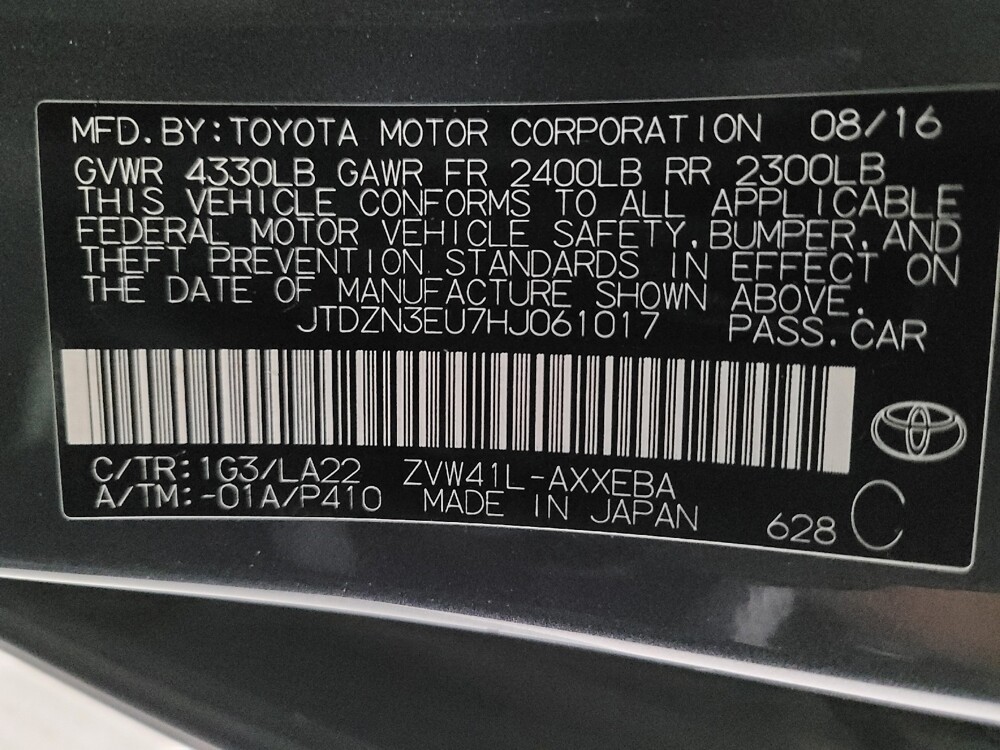 MFD.BY:TOYOTA MOTOR CORPORATION 08/16
GVWR 4330LB GAWR FR 2400LB RR 2300LB
THIS VEHICLE CONFORMS TO ALL APPLICABLE
FEDERAL MOTOR VEHICLE SAFETY,BUMPER,AND
THEFT PREVENTION STANDARDS IN EFFECT ON
THE DATE OF MANUFACTURE SHOWN ABOVE.
JTDZN3EU7HJ061017 PASS.CAR
C/TR:1G3/LA22 ZVW41L-AXXEBA
A/TM:-01A/P410 MADE IN JAPAN
628 C